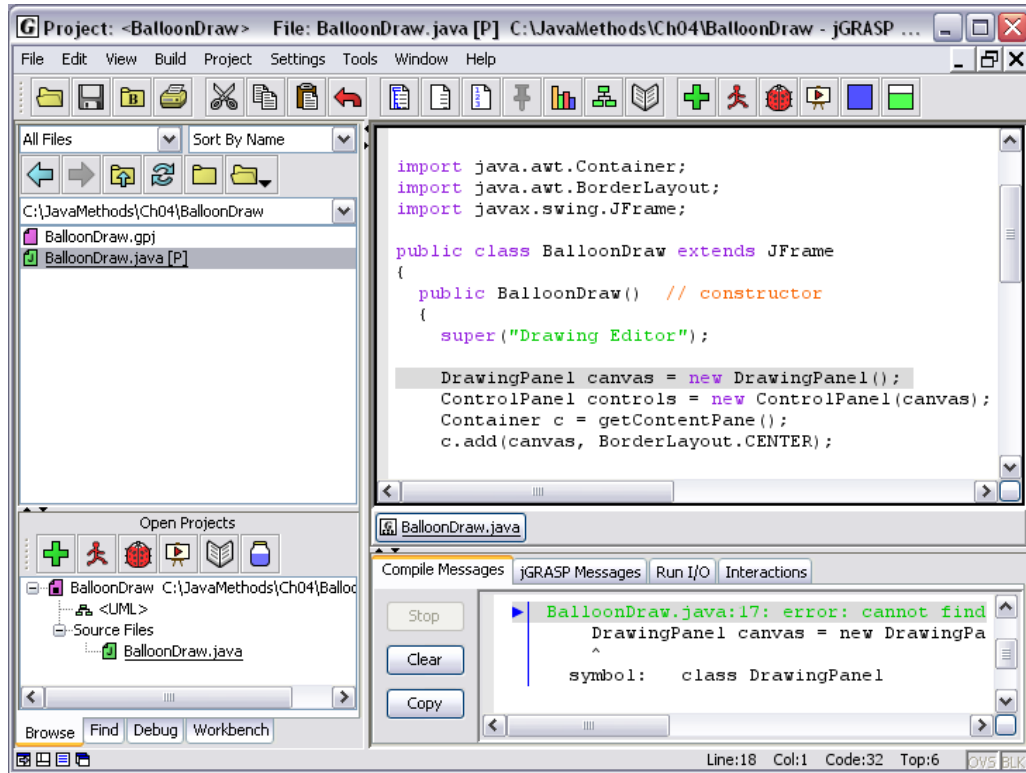 G Project: <BalloonDraw> File: BalloonDraw.java [P] C:\JavaMethods\Ch04\BalloonDraw - jGRASP ...
File Edit View Build Project Settings Tools Window Help
All Files Sort By Name
C:\JavaMethods\Ch04\BalloonDraw
BalloonDraw.gpj
BalloonDraw.java [P]
import java.awt.Container;
import java.awt.BorderLayout;
import javax.swing.JFrame;
public class BalloonDraw extends JFrame
{
public BalloonDraw() // constructor
{
super("Drawing Editor");
DrawingPanel canvas = new DrawingPanel();
ControlPanel controls = new ControlPanel(canvas);
Container c = getContentPane();
c.add(canvas, BorderLayout.CENTER);
BalloonDraw.java
Open Projects
BalloonDraw C:\JavaMethods\Ch04\Balloc
<UML>
Source Files
BalloonDraw.java
Browse Find Debug Workbench
Compile Messages jGRASP Messages Run I/O Interactions
Stop
Clear
Copy
BalloonDraw.java:17: error: cannot find
DrawingPanel canvas = new DrawingPa
^
symbol: class DrawingPanel
Line:18 Col:1 Code:32 Top:6 OVS BLK